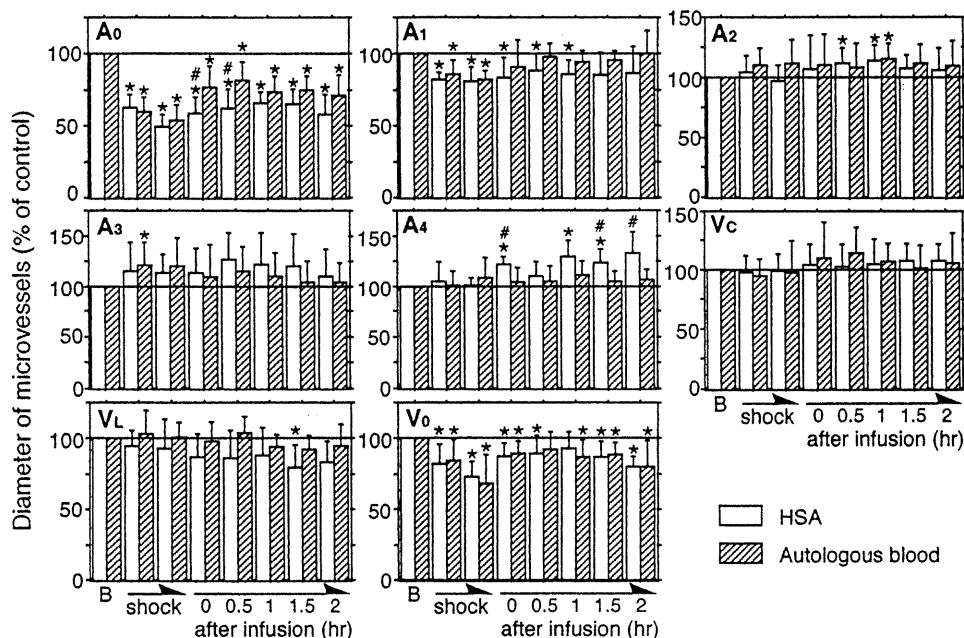 Diameter of microvessels (% of control)
A0
100
50
0
* * * * # * * # * * * * * * * *
A1
100
50
0
* * * * * * *
A2
150
100
50
0
* * *
A3
150
100
50
0
*
A4
150
100
50
0
# * * # * #
Vc
150
100
50
0
B shock 0 0.5 1 1.5 2
after infusion (hr)
VL
100
50
0
*
B shock 0 0.5 1 1.5 2
after infusion (hr)
V0
100
50
0
* * * * * * * * * * * *
B shock 0 0.5 1 1.5 2
after infusion (hr)
HSA
Autologous blood